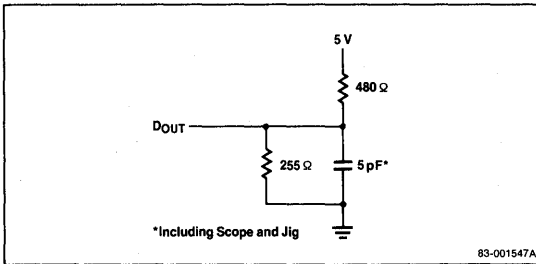 5 V
480 Ω
DOUT
255 Ω
5 pF*
*Including Scope and Jig
83-001547A